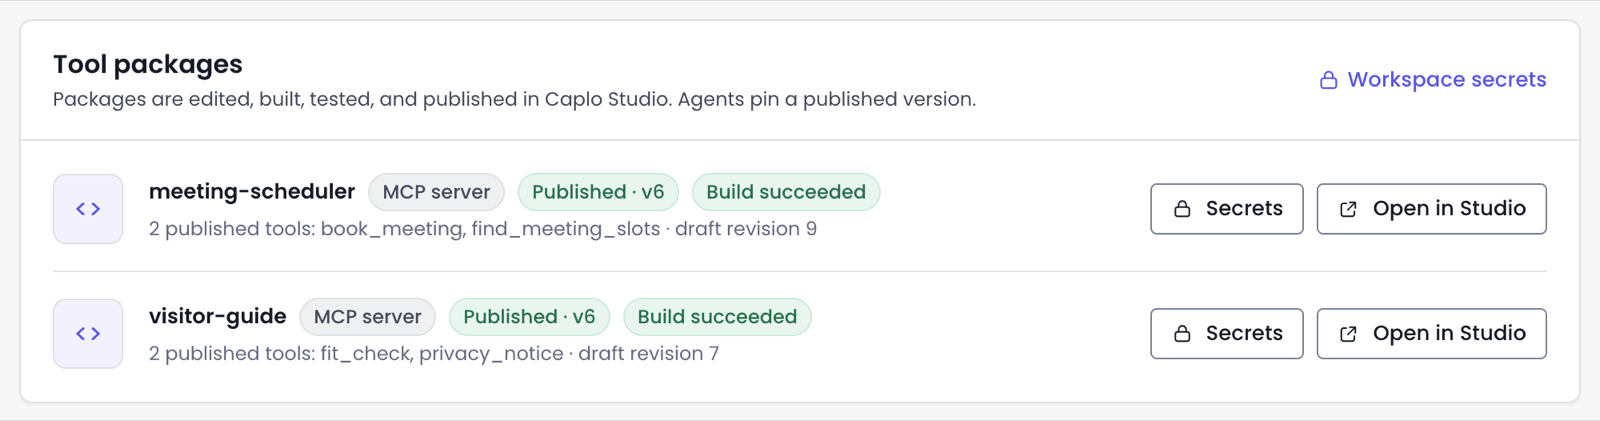 Tool packages
Packages are edited, built, tested, and published in Caplo Studio. Agents pin a published version.
Workspace secrets
meeting-scheduler MCP server Published · v6 Build succeeded
2 published tools: book_meeting, find_meeting_slots · draft revision 9
Secrets Open in Studio
visitor-guide MCP server Published · v6 Build succeeded
2 published tools: fit_check, privacy_notice · draft revision 7
Secrets Open in Studio